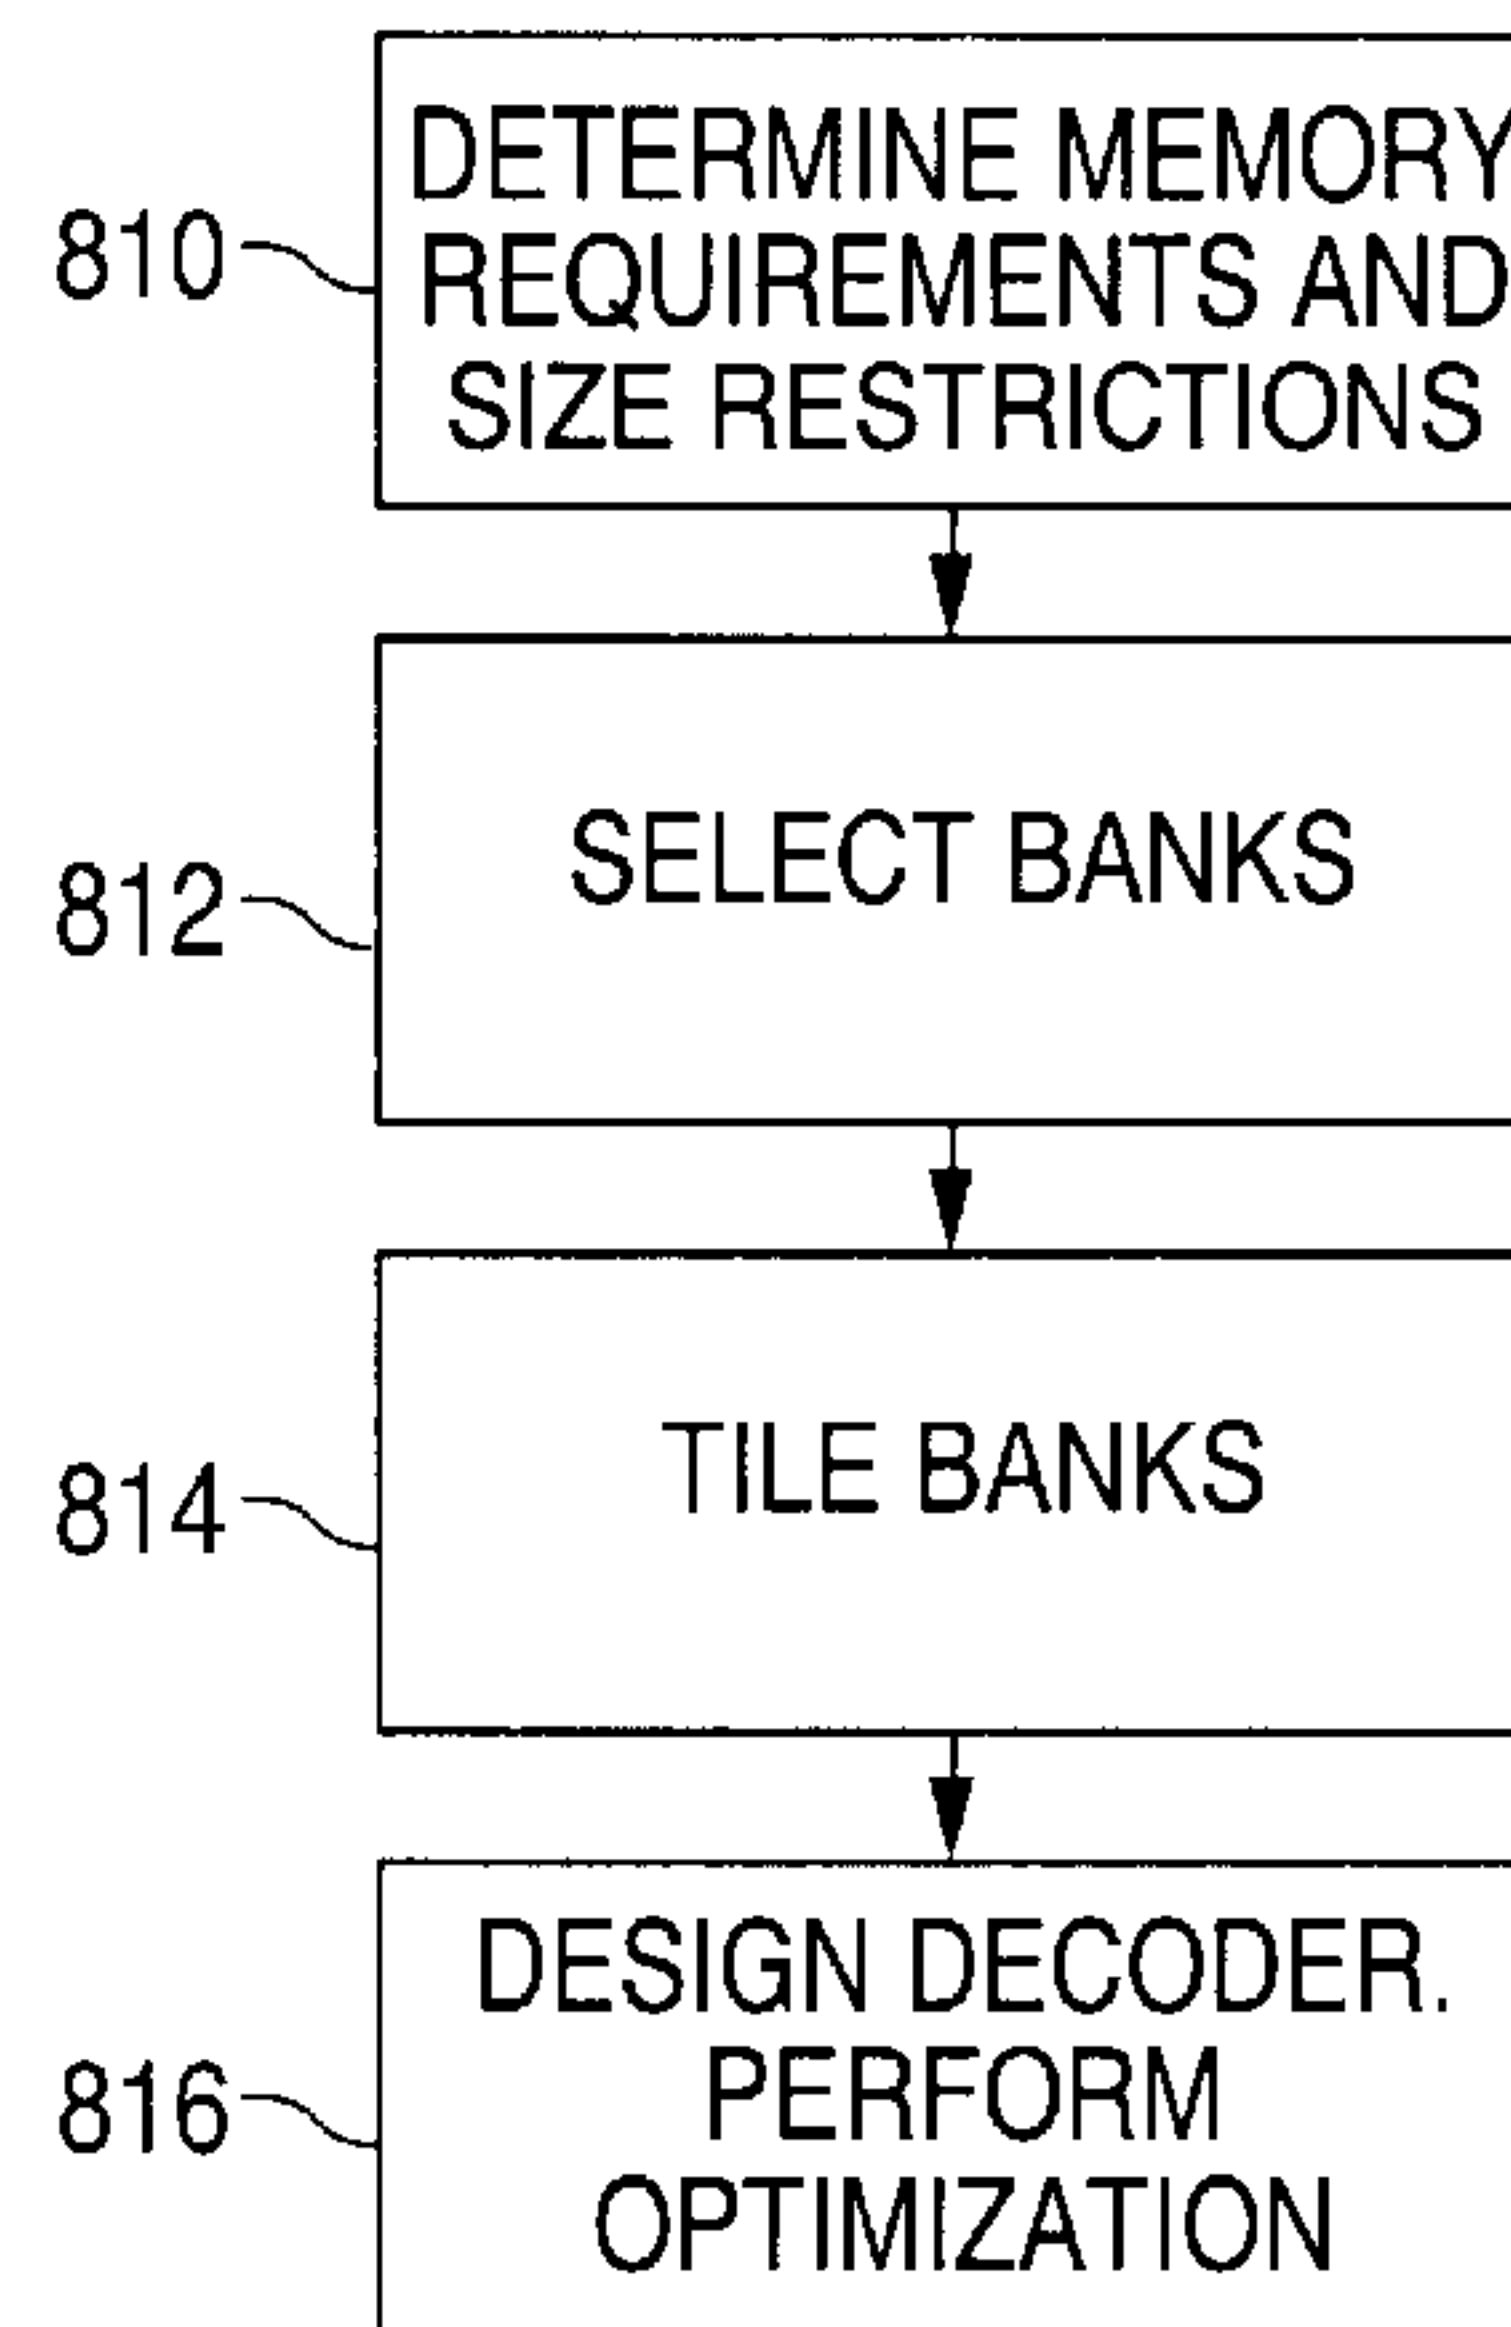 DETERMINE MEMORY
810
REQUIREMENTS AND
SIZE RESTRICTIONS
SELECT BANKS
812
TILE BANKS
814
DESIGN DECODER.
816
PERFORM
OPTIMIZATION